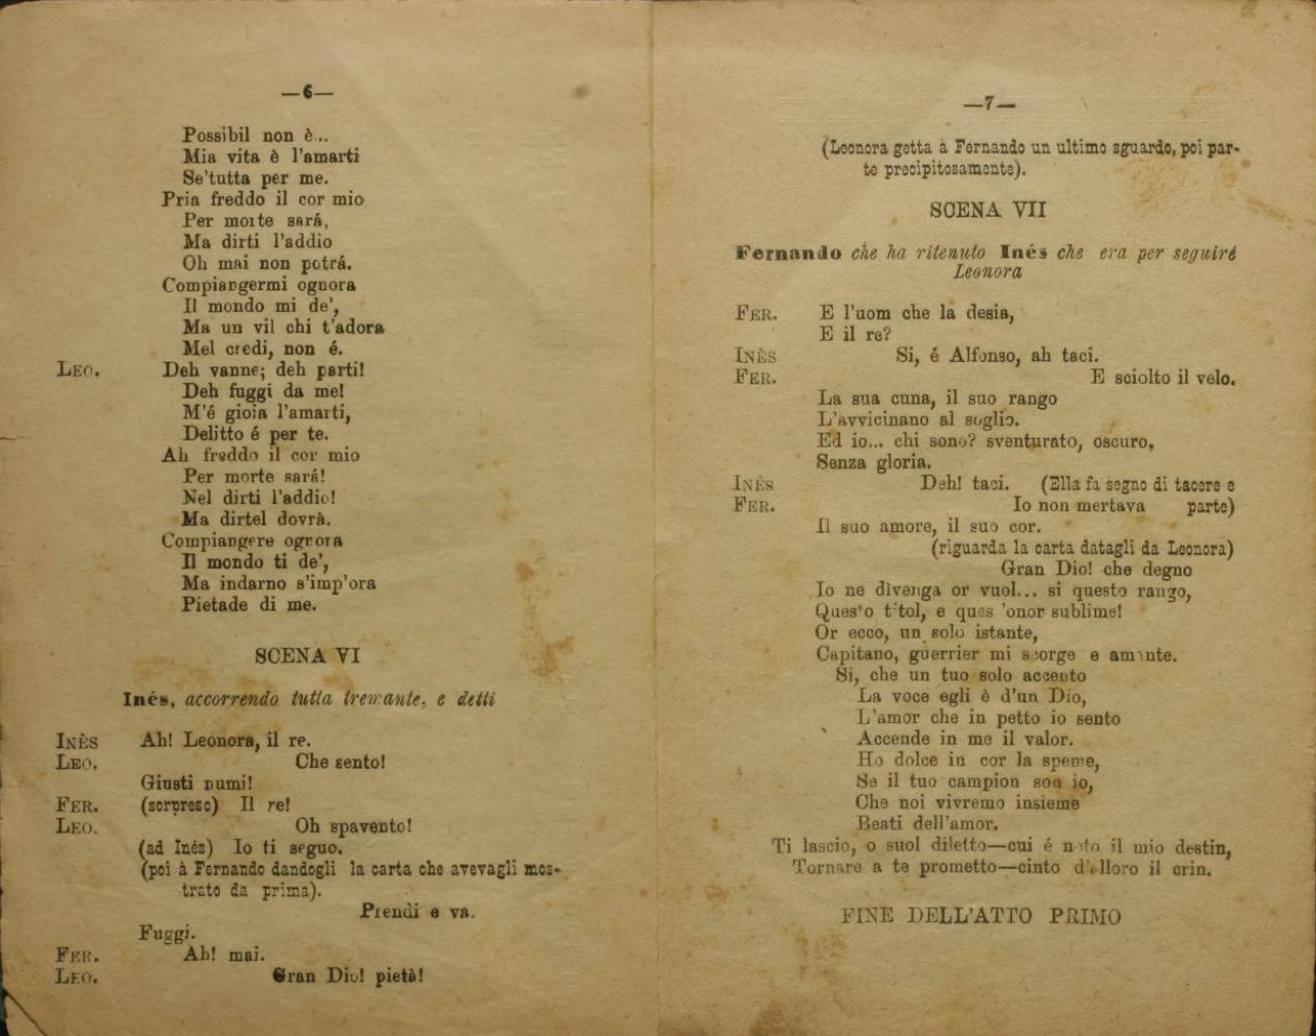 —6—
Possibil non è...
Mia vita è l'amarti
Se'tutta per me.
Pria freddo il cor mio
Per morte sará,
Ma dirti l'addio
Oh mai non potrá.
Compiangermi ognora
Il mondo mi de',
Ma un vil chi t'adora
Mel credi, non é.
LEO. Deh vanne; deh parti!
Deh fuggi da me!
M'é gioia l'amarti,
Delitto é per te.
Ah freddo il cor mio
Per morte sará!
Nel dirti l'addio!
Ma dirtel dovrà.
Compiangere ognora
Il mondo ti de',
Ma indarno s'imp'ora
Pietade di me.
SCENA VI
Inés, accorrendo tutta tremante, e detti
INÈS Ah! Leonora, il re.
LEO. Che sento!
Giusti numi!
FER. (sorpreso) Il re!
LEO. Oh spavento!
(ad Inés) Io ti seguo.
(poi à Fernando dandogli la carta che avevagli mos-
trato da prima).
Prendi e va.
Fuggi.
FER. Ah! mai.
LEO. Gran Dio! pietà!
—7—
(Leonora getta à Fernando un ultimo sguardo, poi par-
te precipitosamente).
SCENA VII
Fernando che ha ritenuto Inés che era per seguire Leonora
FER. E l'uom che la desia,
E il re?
INÈS Si, é Alfonso, ah taci.
FER. E sciolto il velo.
La sua cuna, il suo rango
L'avvicinano al soglio.
Ed io... chi sono? sventurato, oscuro,
Senza gloria.
INÈS Deh! taci. (Ella fa segno di tacere e
FER. Io non mertava parte)
Il suo amore, il suo cor.
(riguarda la carta datagli da Leonora)
Gran Dio! che degno
Io ne divenga or vuol... si questo rango,
Questo titol, e ques 'onor sublime!
Or ecco, un solo istante,
Capitano, guerrier mi scorge e amante.
Si, che un tuo solo accento
La voce egli è d'un Dio,
L'amor che in petto io sento
Accende in me il valor.
Ho dolce in cor la speme,
Se il tuo campion son io,
Che noi vivremo insieme
Beati dell'amor.
Ti lascio, o suol diletto—cui é noto il mio destin,
Tornare a te prometto—cinto d'alloro il crin.
FINE DELL'ATTO PRIMO